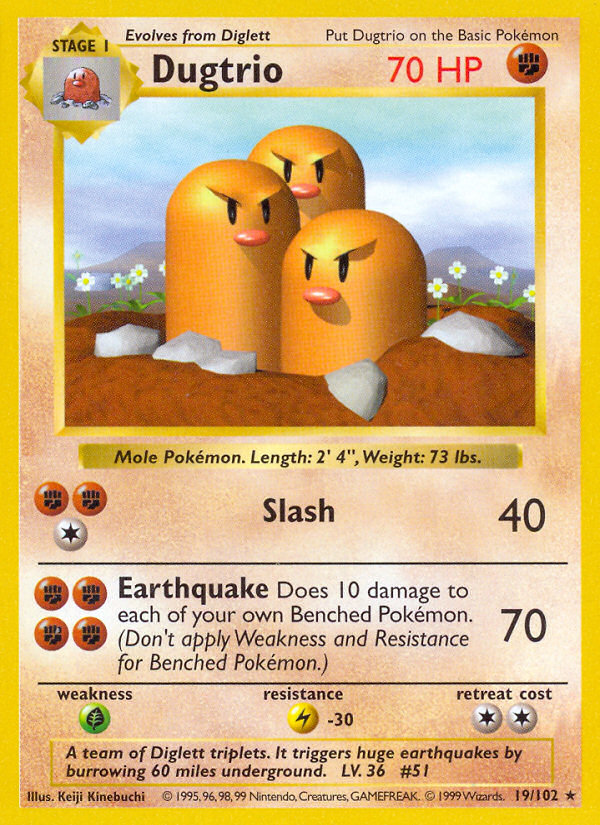 Evolves from Diglett Put Dugtrio on the Basic Pokémon
STAGE 1
Dugtrio 70 HP
Mole Pokémon. Length: 2' 4", Weight: 73 lbs.
Slash 40
Earthquake Does 10 damage to
each of your own Benched Pokémon. 70
(Don't apply Weakness and Resistance
for Benched Pokémon.)
weakness resistance retreat cost
-30
A team of Diglett triplets. It triggers huge earthquakes by
burrowing 60 miles underground. LV. 36 #51
Illus. Keiji Kinebuchi © 1995, 96, 98, 99 Nintendo, Creatures, GAMEFREAK. © 1999 Wizards. 19/102 ★